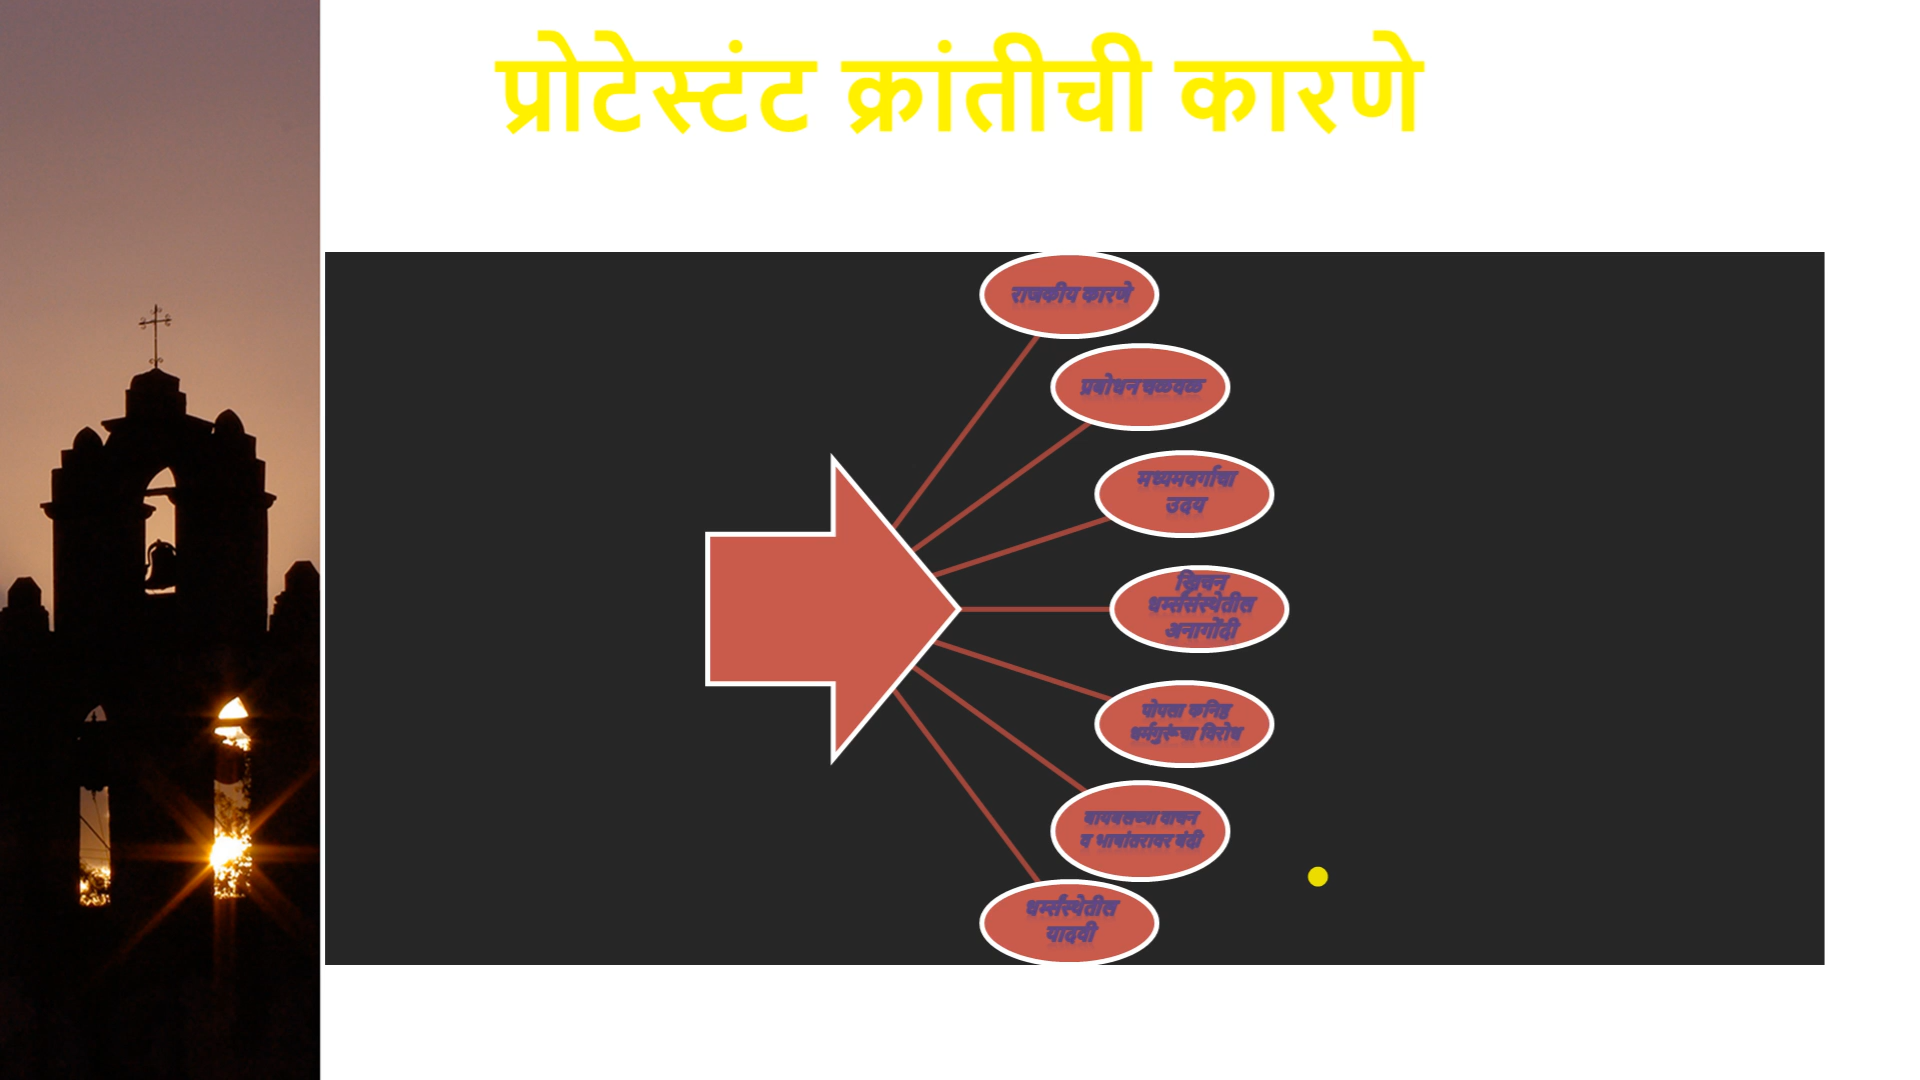 प्रोटेस्टंट क्रांतीची कारणे
राजकीय कारणे
प्रबोधन चळवळ
मध्यमवर्गाचा
उदय
ख्रिचन
धर्मसंस्थेतील
अनागोंदी
पोपला कनिष्ठ
धर्मगुरूंचा विरोध
बायबलच्या वाचन
व भाषांतरावर बंदी
धर्मसंस्थेतील
यादवी